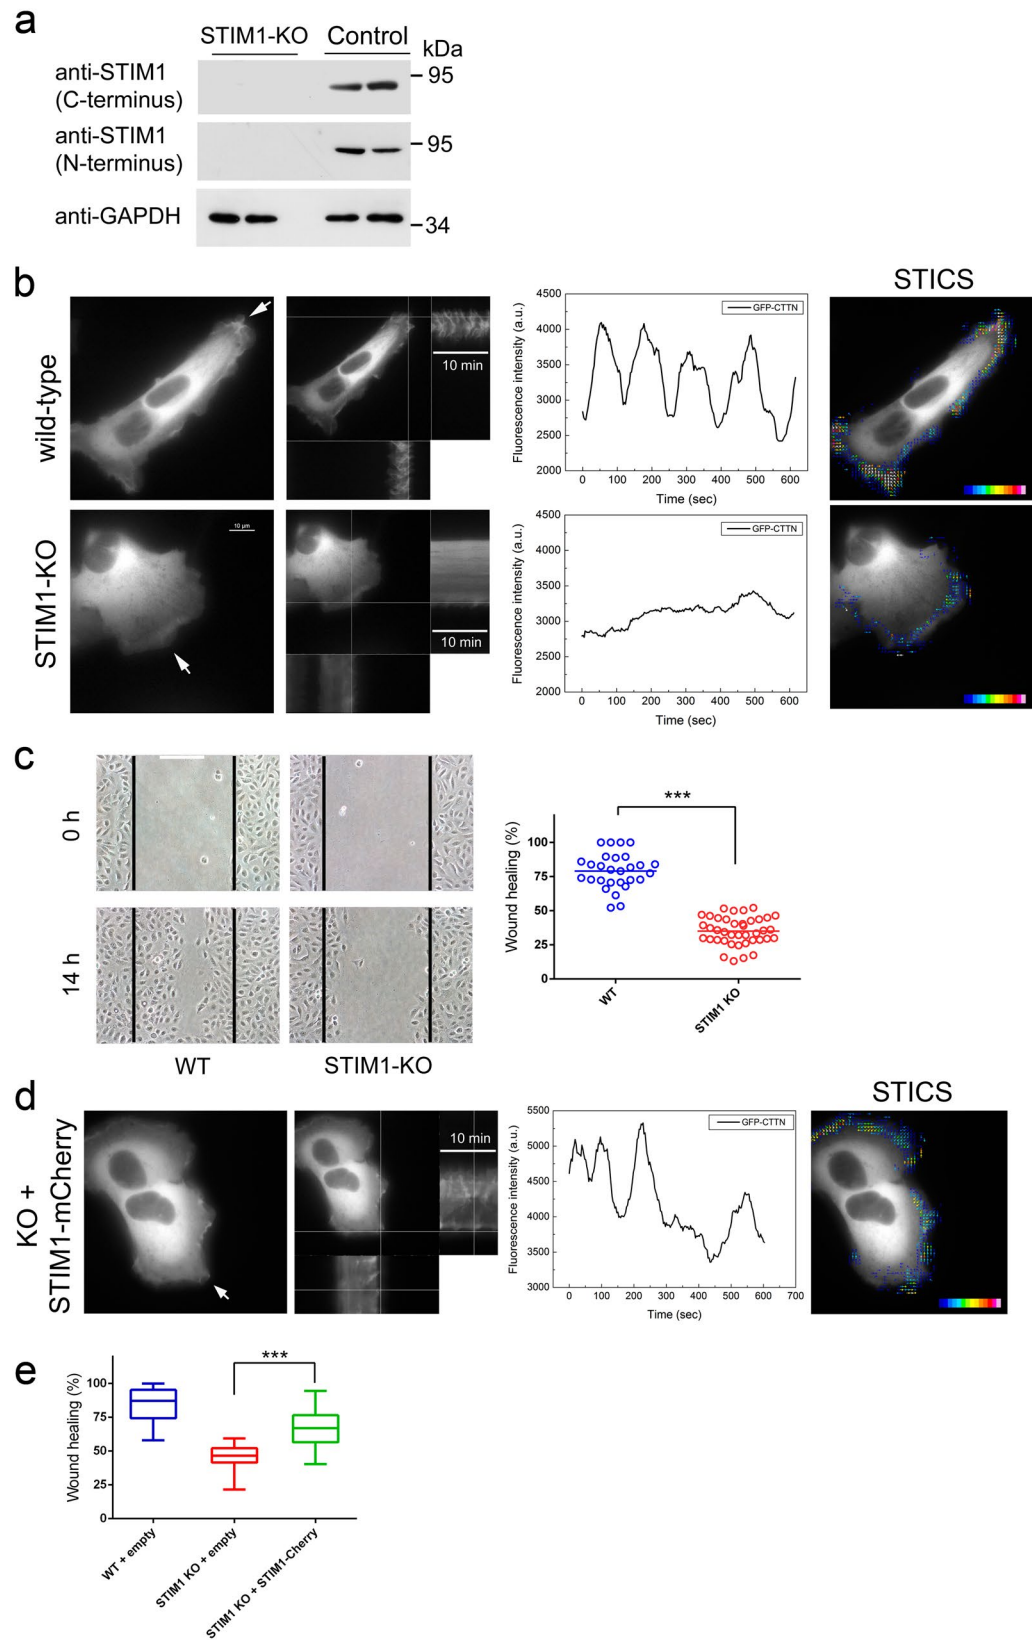 a
STIM1-KO Control
kDa
anti-STIM1
(C-terminus)
95
anti-STIM1
(N-terminus)
95
anti-GAPDH
34
b
STICS
wild-type
10 min
Fluorescence intensity (a.u.)
4500
4000
3500
3000
2500
2000
GFP-CTTN
0 100 200 300 400 500 600
Time (sec)
STIM1-KO
10 µm
10 min
Fluorescence intensity (a.u.)
4500
4000
3500
3000
2500
2000
GFP-CTTN
0 100 200 300 400 500 600
Time (sec)
c
0 h
14 h
WT STIM1-KO
Wound healing (%)
100
75
50
25
0
***
WT
STIM1 KO
d
STICS
KO +
STIM1-mCherry
10 min
Fluorescence intensity (a.u.)
5500
5000
4500
4000
3500
3000
GFP-CTTN
0 100 200 300 400 500 600 700
Time (sec)
e
Wound healing (%)
100
75
50
25
0
***
WT + empty
STIM1 KO + empty
STIM1 KO + STIM1-Cherry